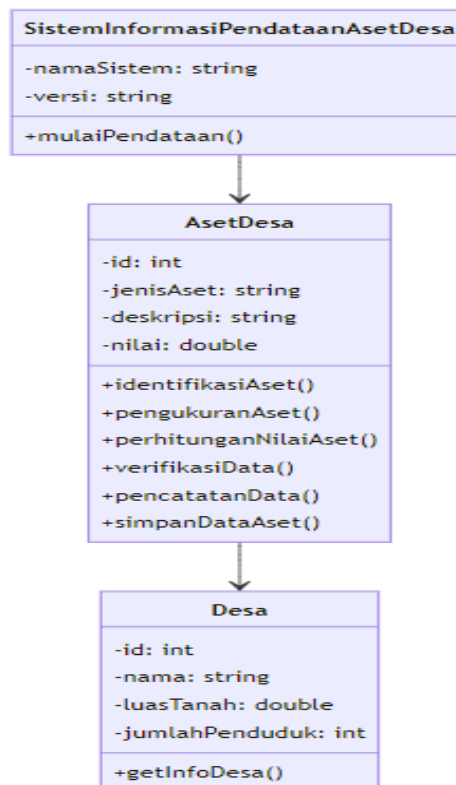 SistemInformasiPendataanAsetDesa
-namaSistem: string
-versi: string
+mulaiPendataan()
AsetDesa
-id: int
-jenisAset: string
-deskripsi: string
-nilai: double
+identifikasiAset()
+pengukuranAset()
+perhitunganNilaiAset()
+verifikasiData()
+pencatatanData()
+simpanDataAset()
Desa
-id: int
-nama: string
-luasTanah: double
-jumlahPenduduk: int
+getInfoDesa()